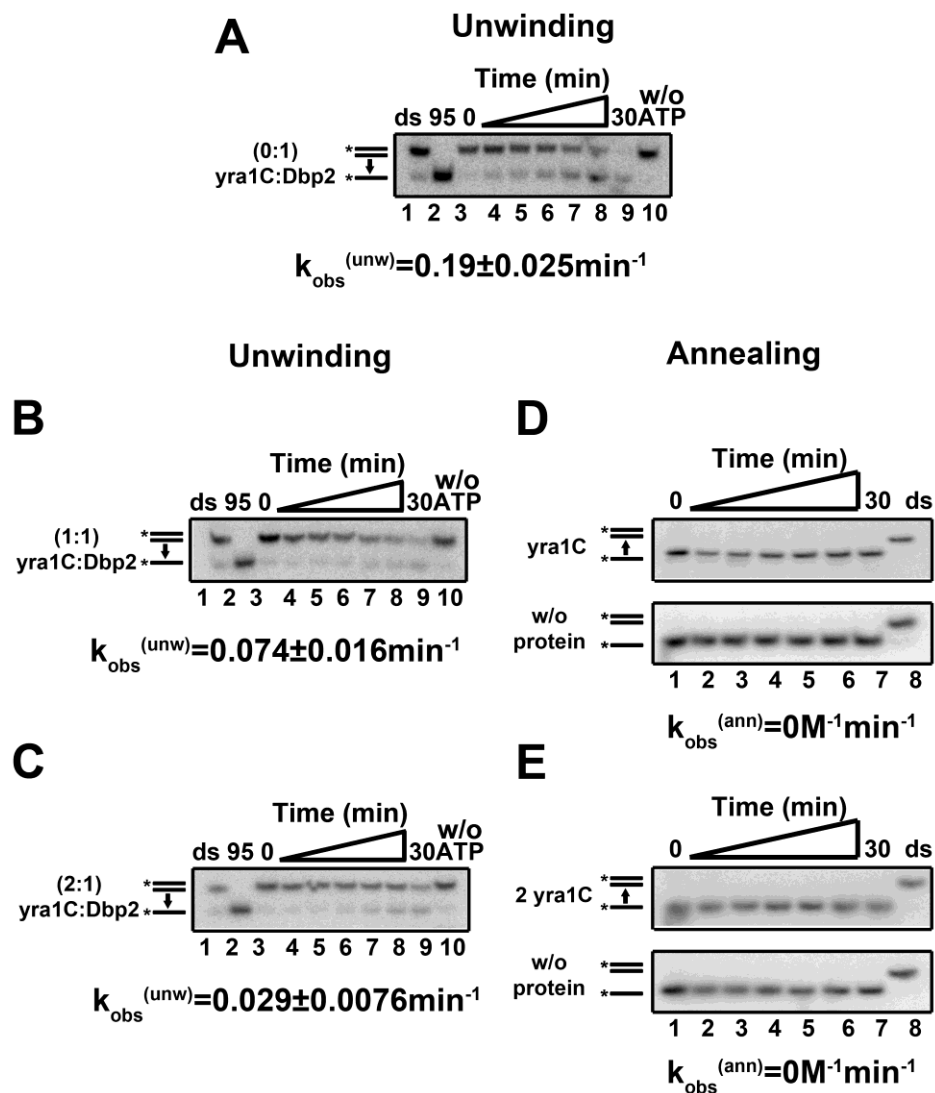 A
Unwinding
Time (min)
w/o
ds 95 0 30 ATP
(0:1)
yra1C:Dbp2
*
*
1 2 3 4 5 6 7 8 9 10
kobs(unw)=0.19±0.025min-1
Unwinding
Annealing
B
Time (min)
w/o
ds 95 0 30 ATP
(1:1)
yra1C:Dbp2
*
*
1 2 3 4 5 6 7 8 9 10
kobs(unw)=0.074±0.016min-1
D
Time (min)
0 30 ds
yra1C
*
*
w/o
protein
*
*
1 2 3 4 5 6 7 8
kobs(ann)=0M-1min-1
C
Time (min)
w/o
ds 95 0 30 ATP
(2:1)
yra1C:Dbp2
*
*
1 2 3 4 5 6 7 8 9 10
kobs(unw)=0.029±0.0076min-1
E
Time (min)
0 30 ds
2 yra1C
*
*
w/o
protein
*
*
1 2 3 4 5 6 7 8
kobs(ann)=0M-1min-1